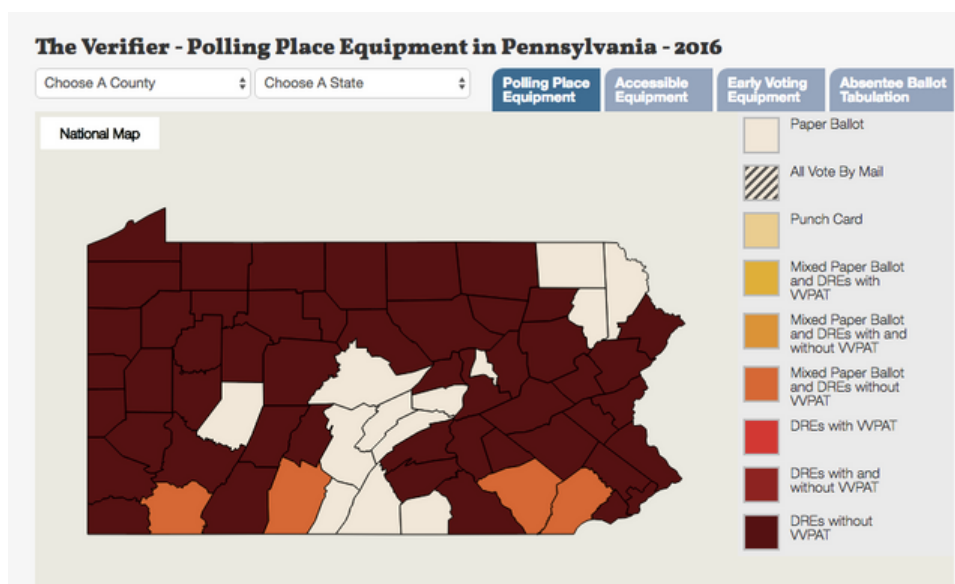 The Verifier - Polling Place Equipment in Pennsylvania - 2016
Choose A County
Choose A State
Polling Place
Equipment
Accessible
Equipment
Early Voting
Equipment
Absentee Ballot
Tabulation
National Map
Paper Ballot
All Vote By Mail
Punch Card
Mixed Paper Ballot
and DREs with
VVPAT
Mixed Paper Ballot
and DREs with and
without VVPAT
Mixed Paper Ballot
and DREs without
VVPAT
DREs with VVPAT
DREs with and
without VVPAT
DREs without
VVPAT